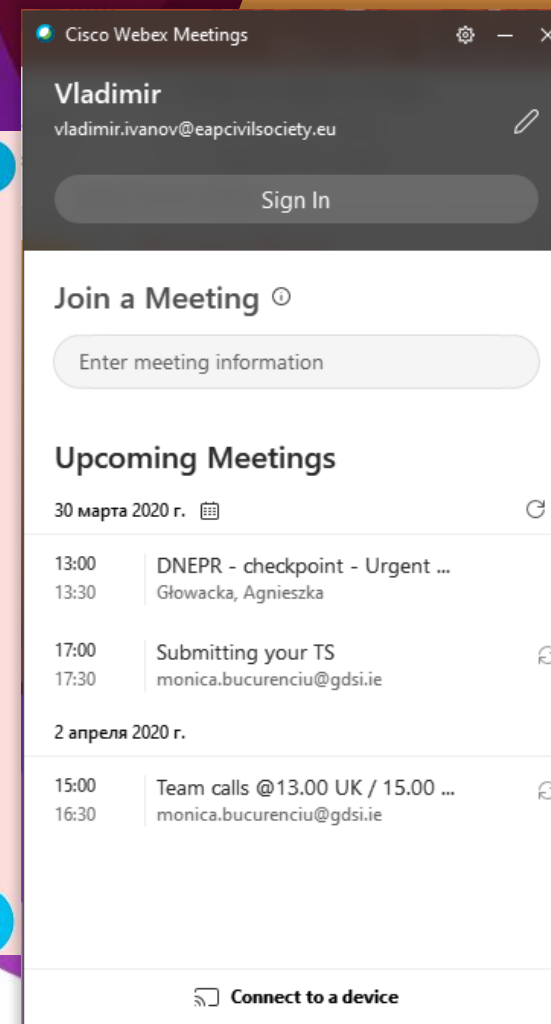 Cisco Webex Meetings
Vladimir
vladimir.ivanov@eapcivilsociety.eu
Sign In
Join a Meeting
Enter meeting information
Upcoming Meetings
30 марта 2020 г.
13:00 DNEPR - checkpoint - Urgent ...
13:30 Głowacka, Agnieszka
17:00 Submitting your TS
17:30 monica.bucurenciu@gdsi.ie
2 апреля 2020 г.
15:00 Team calls @13.00 UK / 15.00 ...
16:30 monica.bucurenciu@gdsi.ie
Connect to a device